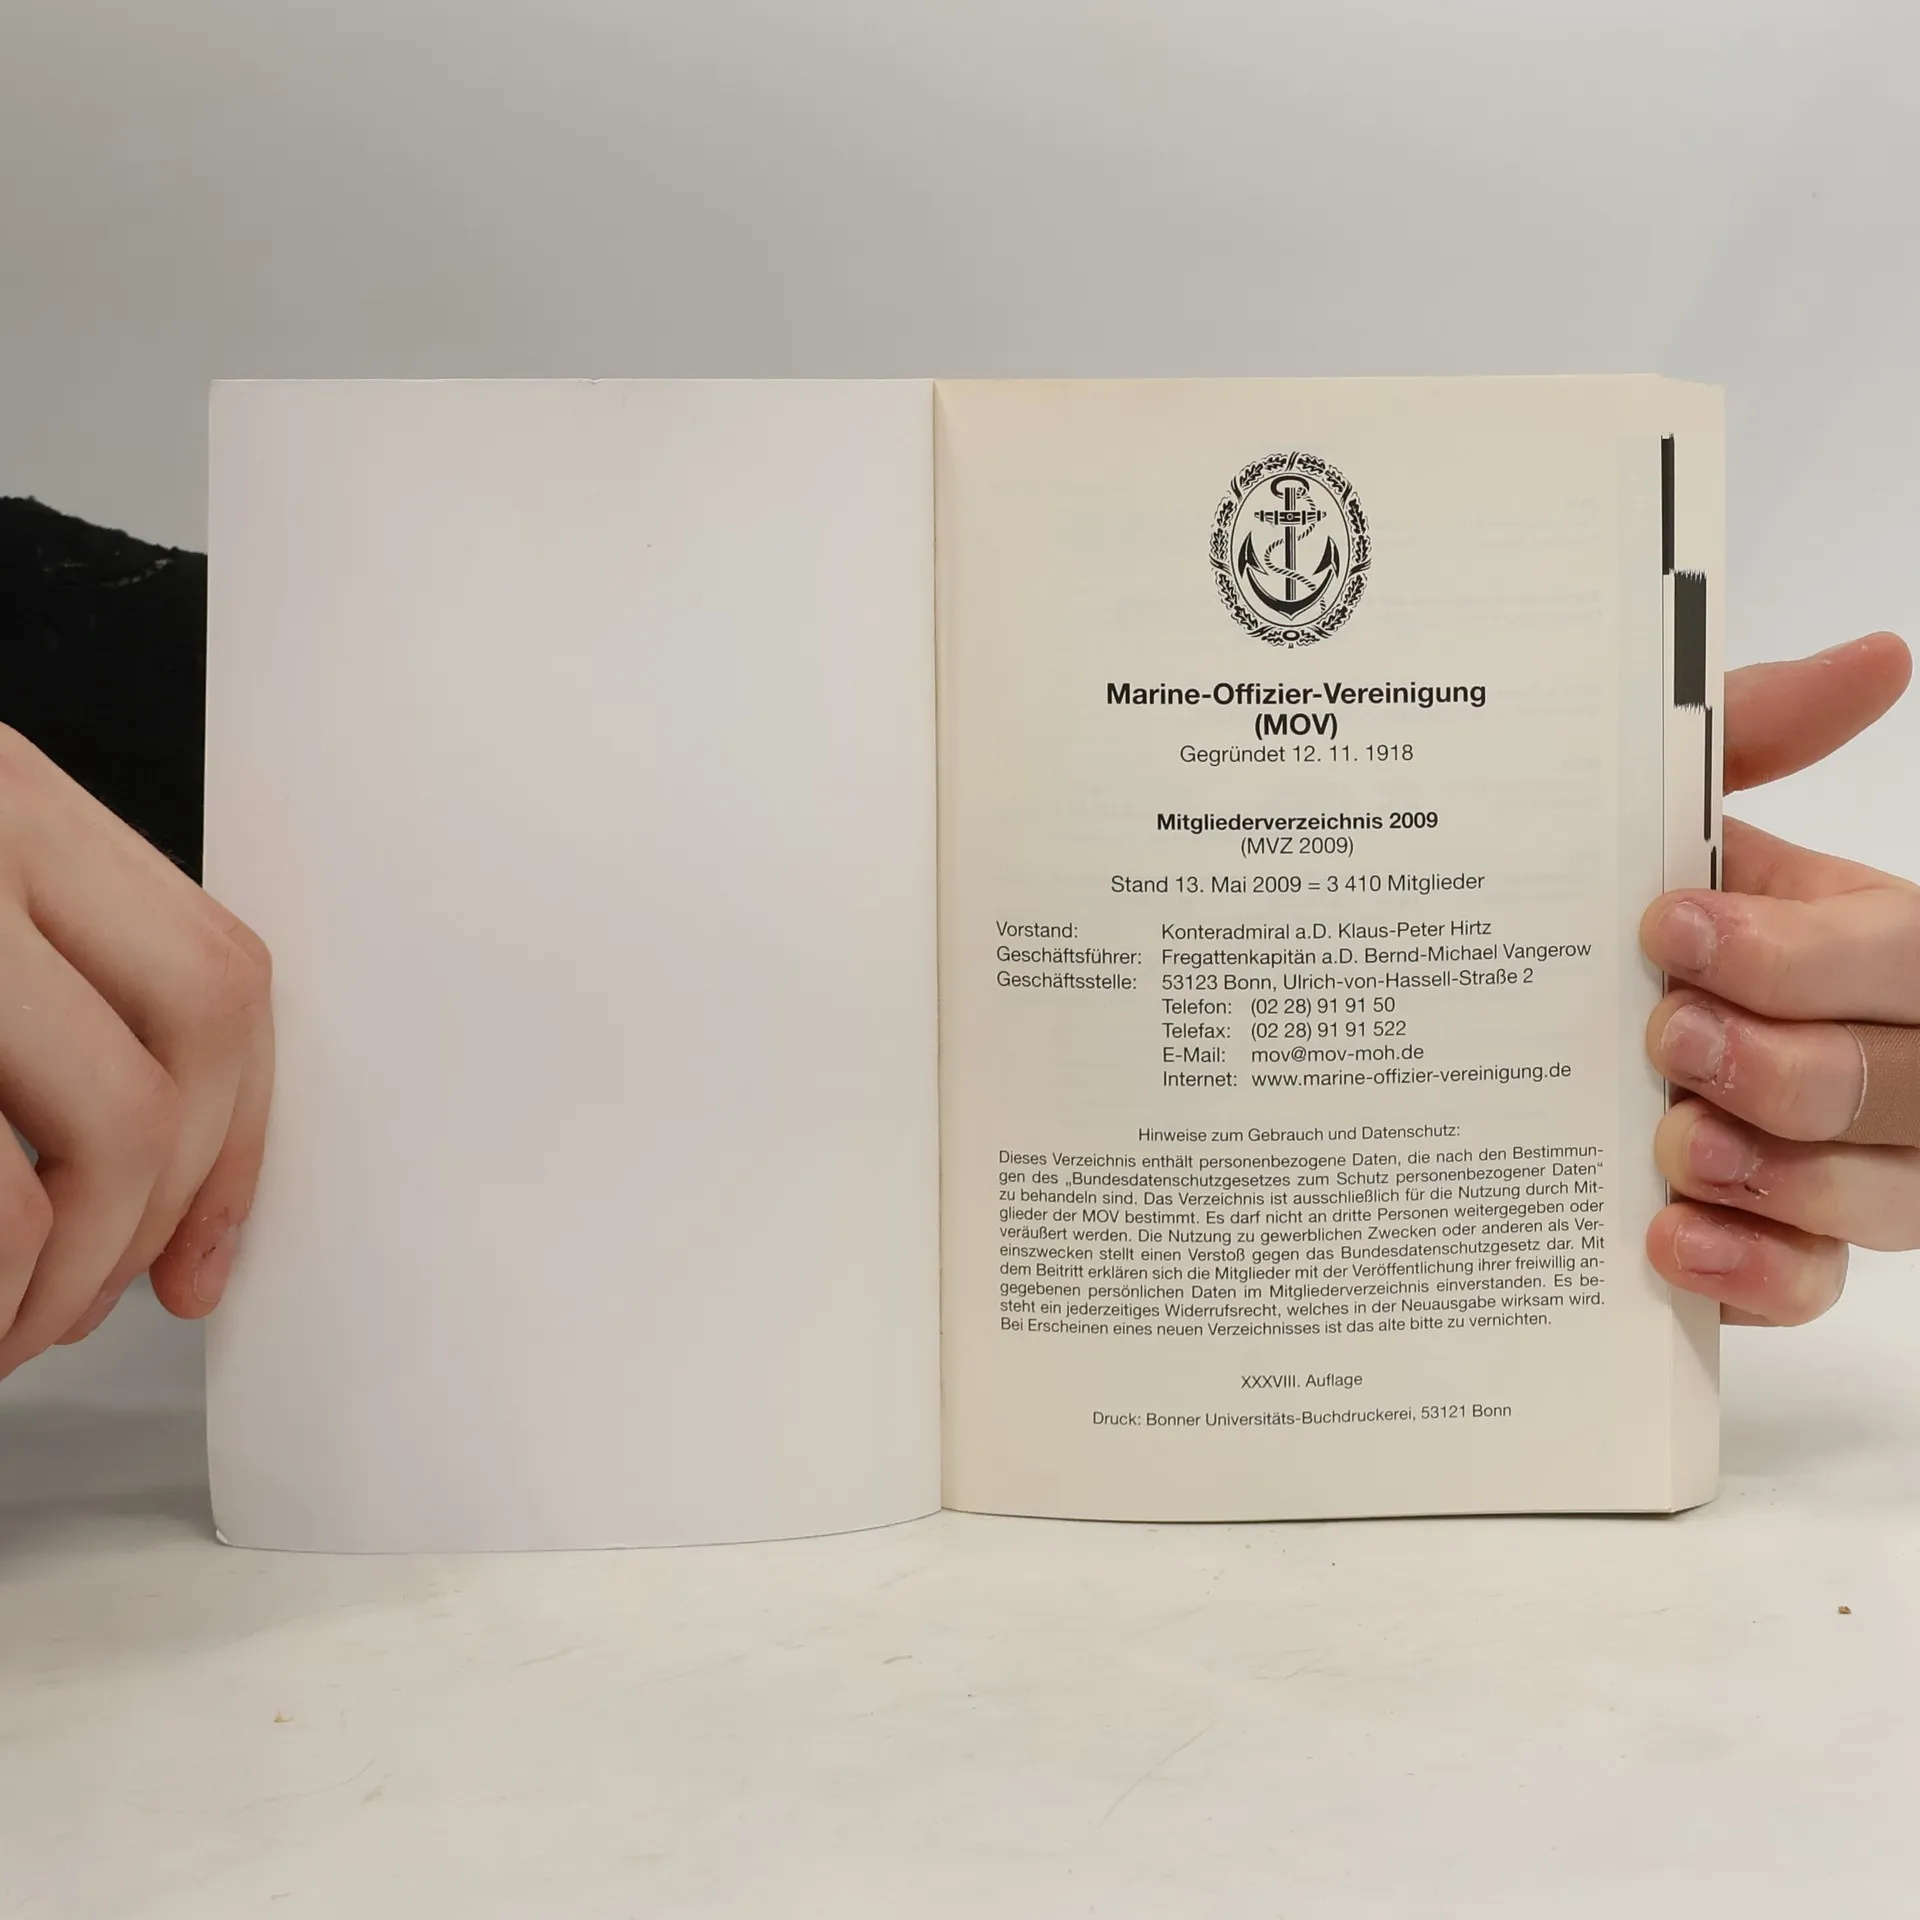 Marine-Offizier-Vereinigung
(MOV)
Gegründet 12. 11. 1918
Mitgliederverzeichnis 2009
(MVZ 2009)
Stand 13. Mai 2009 = 3 410 Mitglieder
Vorstand: Konteradmiral a.D. Klaus-Peter Hirtz
Geschäftsführer: Fregattenkapitän a.D. Bernd-Michael Vangerow
Geschäftsstelle: 53123 Bonn, Ulrich-von-Hassell-Straße 2
Telefon: (02 28) 91 91 50
Telefax: (02 28) 91 91 522
E-Mail: mov@mov-moh.de
Internet: www.marine-offizier-vereinigung.de
Hinweise zum Gebrauch und Datenschutz:
Dieses Verzeichnis enthält personenbezogene Daten, die nach den Bestimmun-
gen des „Bundesdatenschutzgesetzes zum Schutz personenbezogener Daten“
zu behandeln sind. Das Verzeichnis ist ausschließlich für die Nutzung durch Mit-
glieder der MOV bestimmt. Es darf nicht an dritte Personen weitergegeben oder
veräußert werden. Die Nutzung zu gewerblichen Zwecken oder anderen als Ver-
einszwecken stellt einen Verstoß gegen das Bundesdatenschutzgesetz dar. Mit
dem Beitritt erklären sich die Mitglieder mit der Veröffentlichung ihrer freiwillig an-
gegebenen persönlichen Daten im Mitgliederverzeichnis einverstanden. Es be-
steht ein jederzeitiges Widerrufsrecht, welches in der Neuausgabe wirksam wird.
Bei Erscheinen eines neuen Verzeichnisses ist das alte bitte zu vernichten.
XXXVIII. Auflage
Druck: Bonner Universitäts-Buchdruckerei, 53121 Bonn